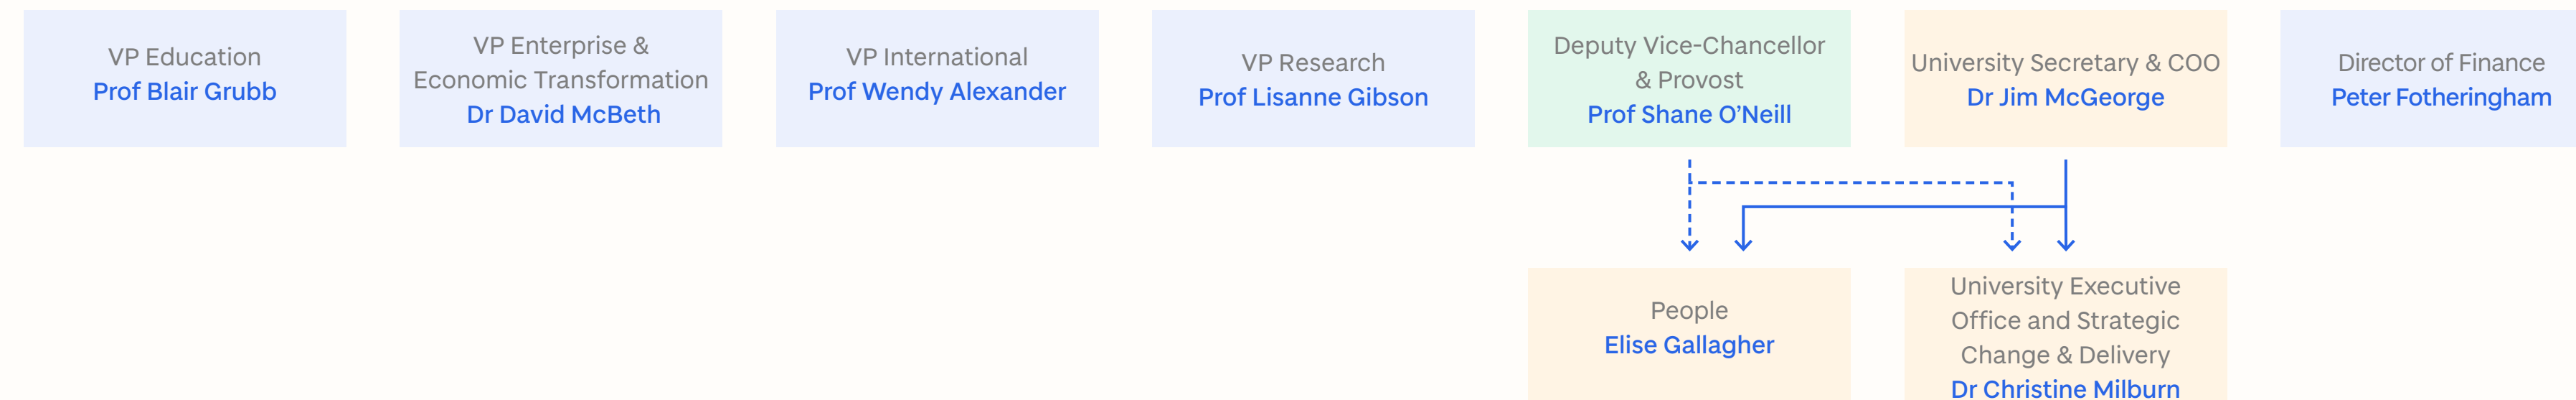 VP Education
Prof Blair Grubb
VP Enterprise &
Economic Transformation
Dr David McBeth
VP International
Prof Wendy Alexander
VP Research
Prof Lisanne Gibson
Deputy Vice-Chancellor
& Provost
Prof Shane O’Neill
University Secretary & COO
Dr Jim McGeorge
Director of Finance
Peter Fotheringham
People
Elise Gallagher
University Executive
Office and Strategic
Change & Delivery
Dr Christine Milburn